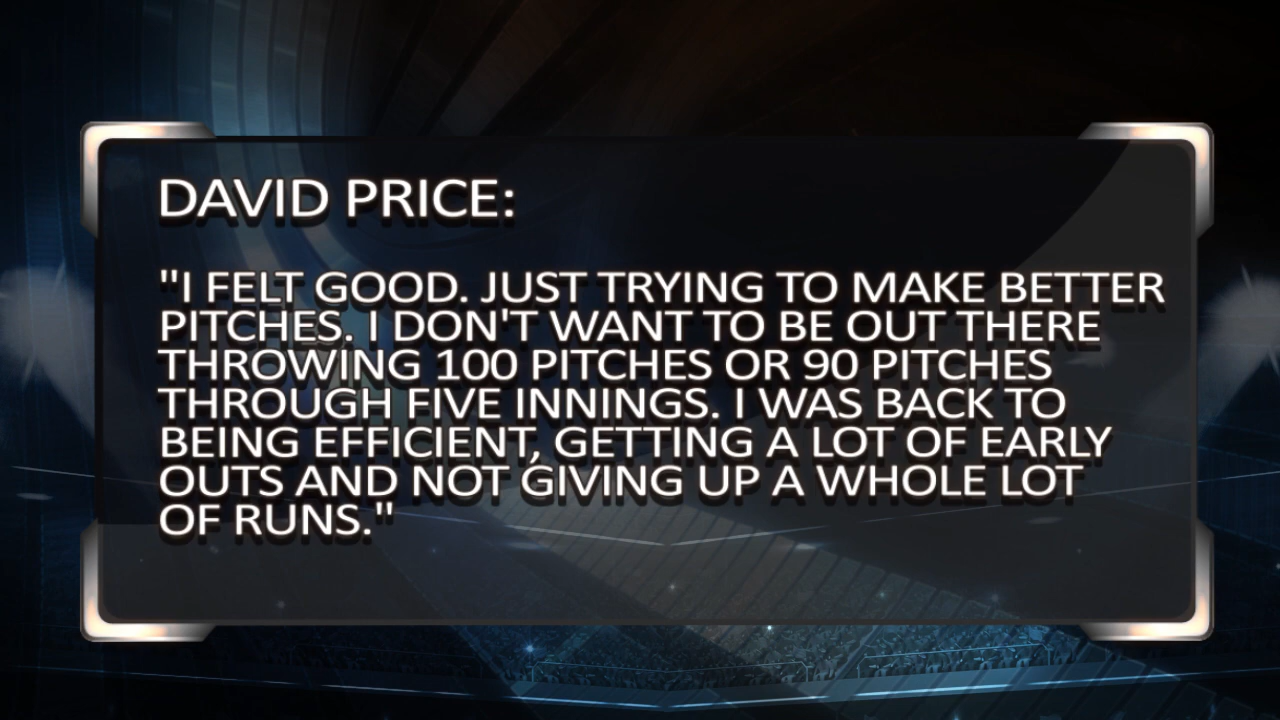 DAVID PRICE:
"I FELT GOOD. JUST TRYING TO MAKE BETTER
PITCHES. I DON'T WANT TO BE OUT THERE
THROWING 100 PITCHES OR 90 PITCHES
THROUGH FIVE INNINGS. I WAS BACK TO
BEING EFFICIENT, GETTING A LOT OF EARLY
OUTS AND NOT GIVING UP A WHOLE LOT
OF RUNS."